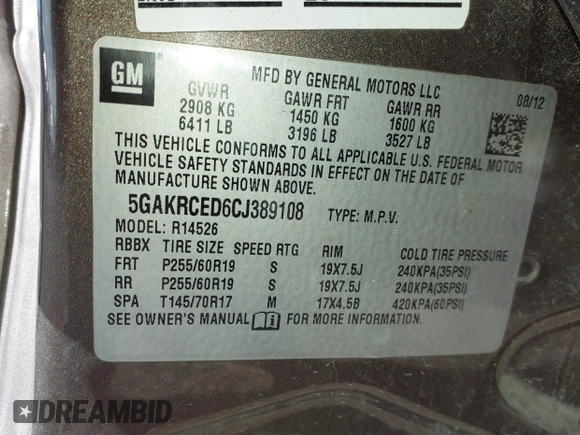 GM
MFD BY GENERAL MOTORS LLC
GVWR GAWR FRT GAWR RR 08/12
2908 KG 1450 KG 1600 KG
6411 LB 3196 LB 3527 LB
THIS VEHICLE CONFORMS TO ALL APPLICABLE U.S. FEDERAL MOTOR
VEHICLE SAFETY STANDARDS IN EFFECT ON THE DATE OF
MANUFACTURE SHOWN ABOVE.
5GAKRCED6CJ389108 TYPE: M.P.V.
MODEL: R14526
RBBX TIRE SIZE SPEED RTG RIM COLD TIRE PRESSURE
FRT P255/60R19 S 19X7.5J 240KPA(35PSI)
RR P255/60R19 S 19X7.5J 240KPA(35PSI)
SPA T145/70R17 M 17X4.5B 420KPA(60PSI)
SEE OWNER'S MANUAL FOR MORE INFORMATION.
DREAMBID